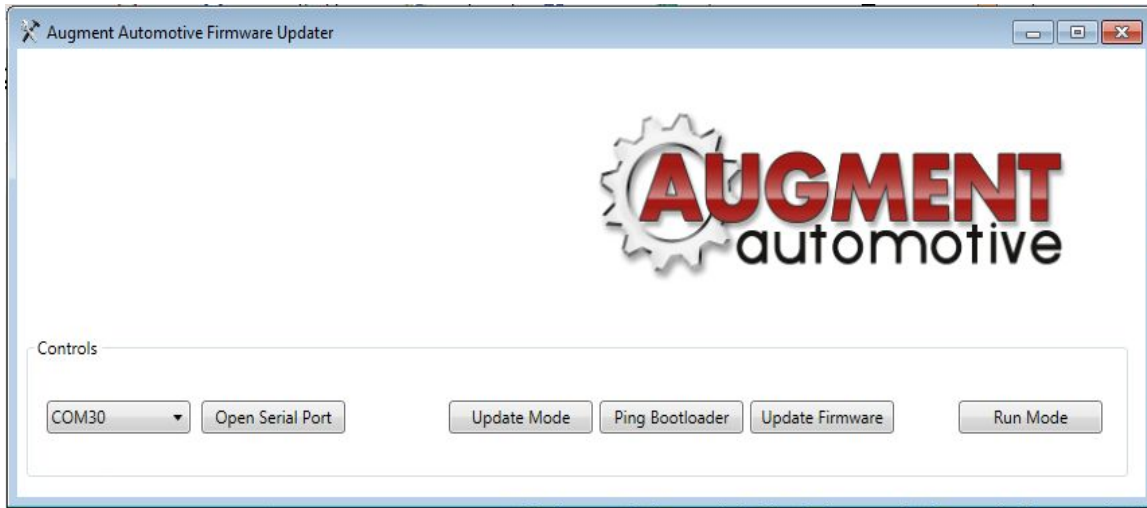 Augment Automotive Firmware Updater
AUGMENT
automotive
Controls
COM30 Open Serial Port Update Mode Ping Bootloader Update Firmware Run Mode